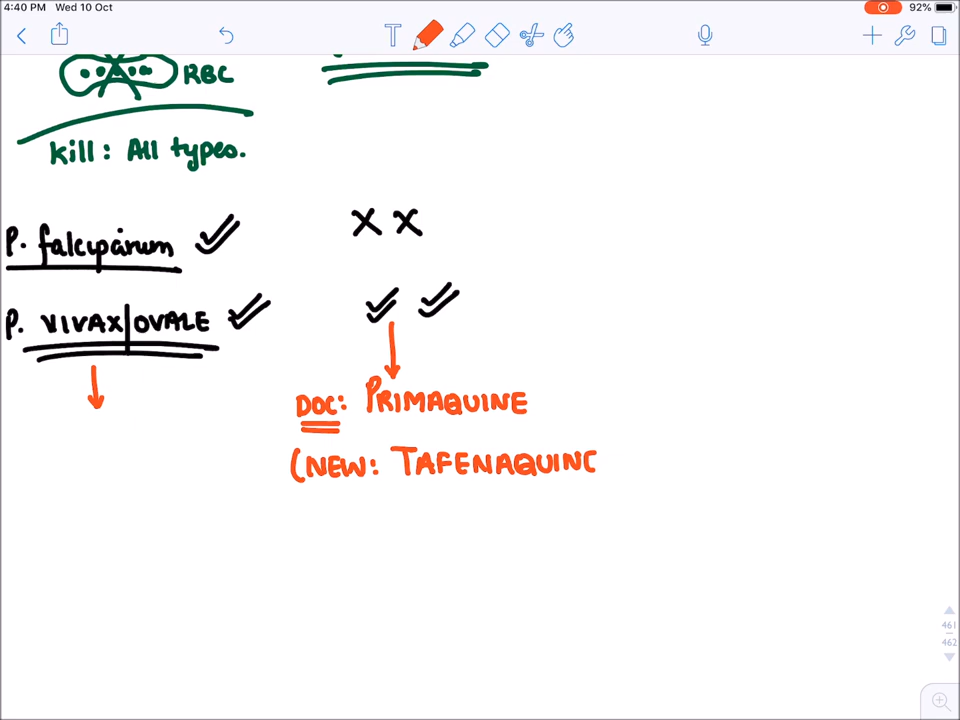 4:40 PM Wed 10 Oct
92%
T
RBC
Kill: All types.
P. falciparum
X X
P. VIVAX|OVALE
DOC: PRIMAQUINE
(NEW: TAFENAQUINC
461
462